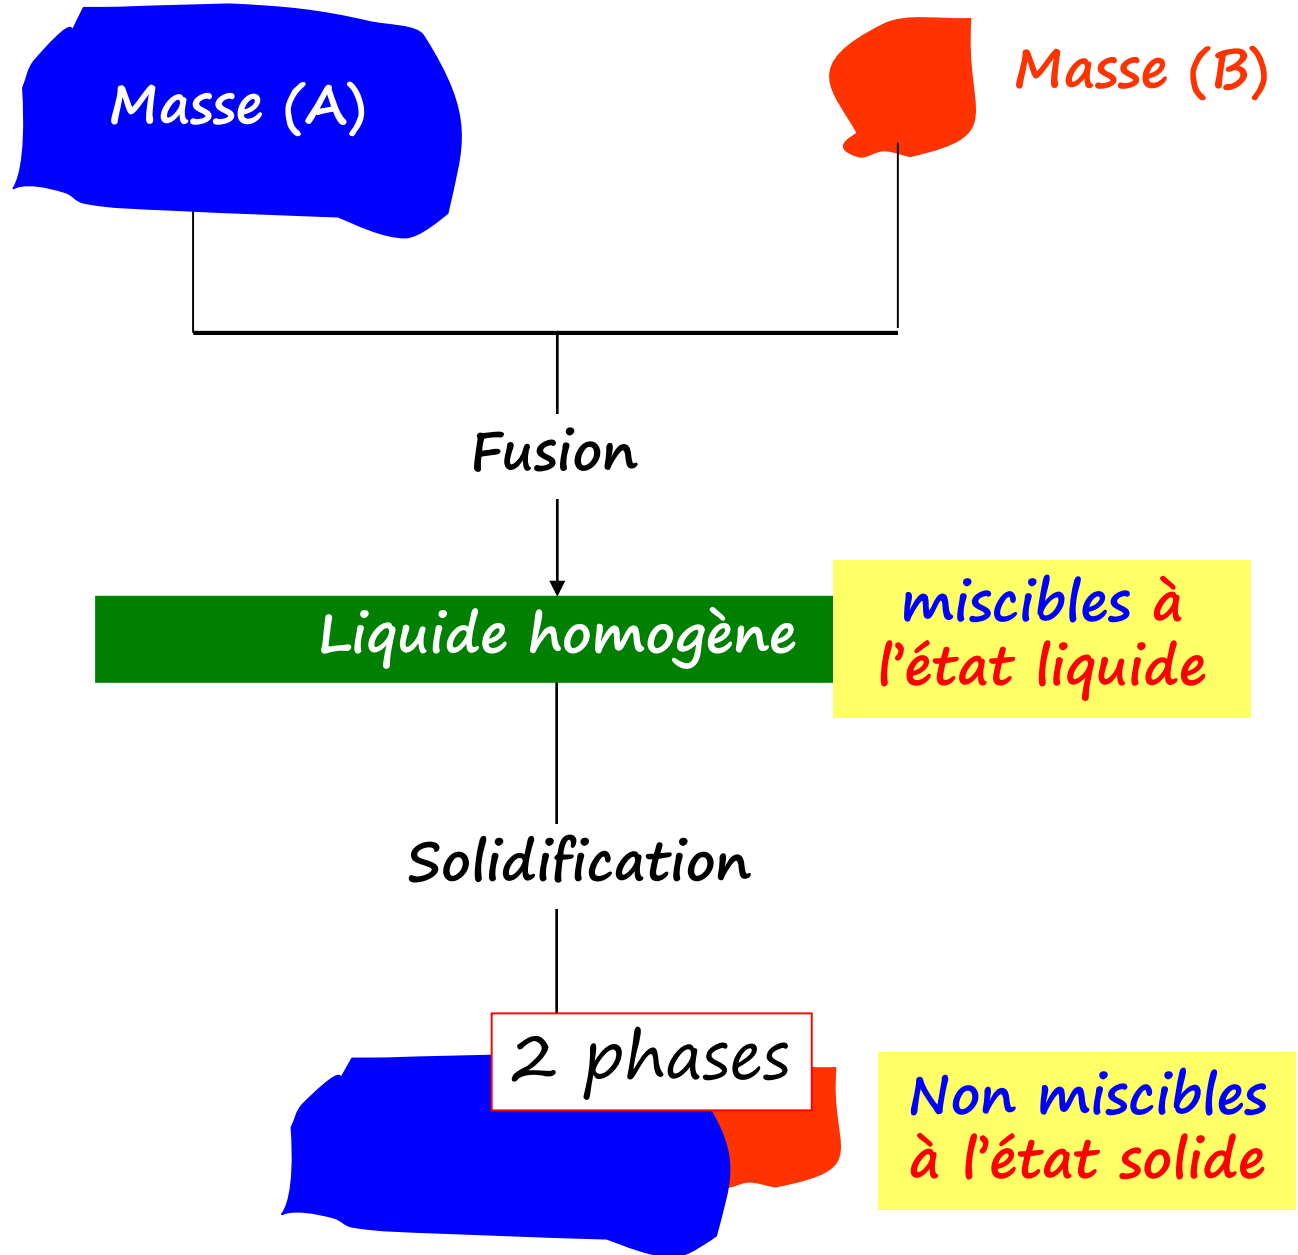 Masse (A)
Masse (B)
Fusion
Liquide homogène
miscibles à
l'état liquide
Solidification
2 phases
Non miscibles
à l'état solide